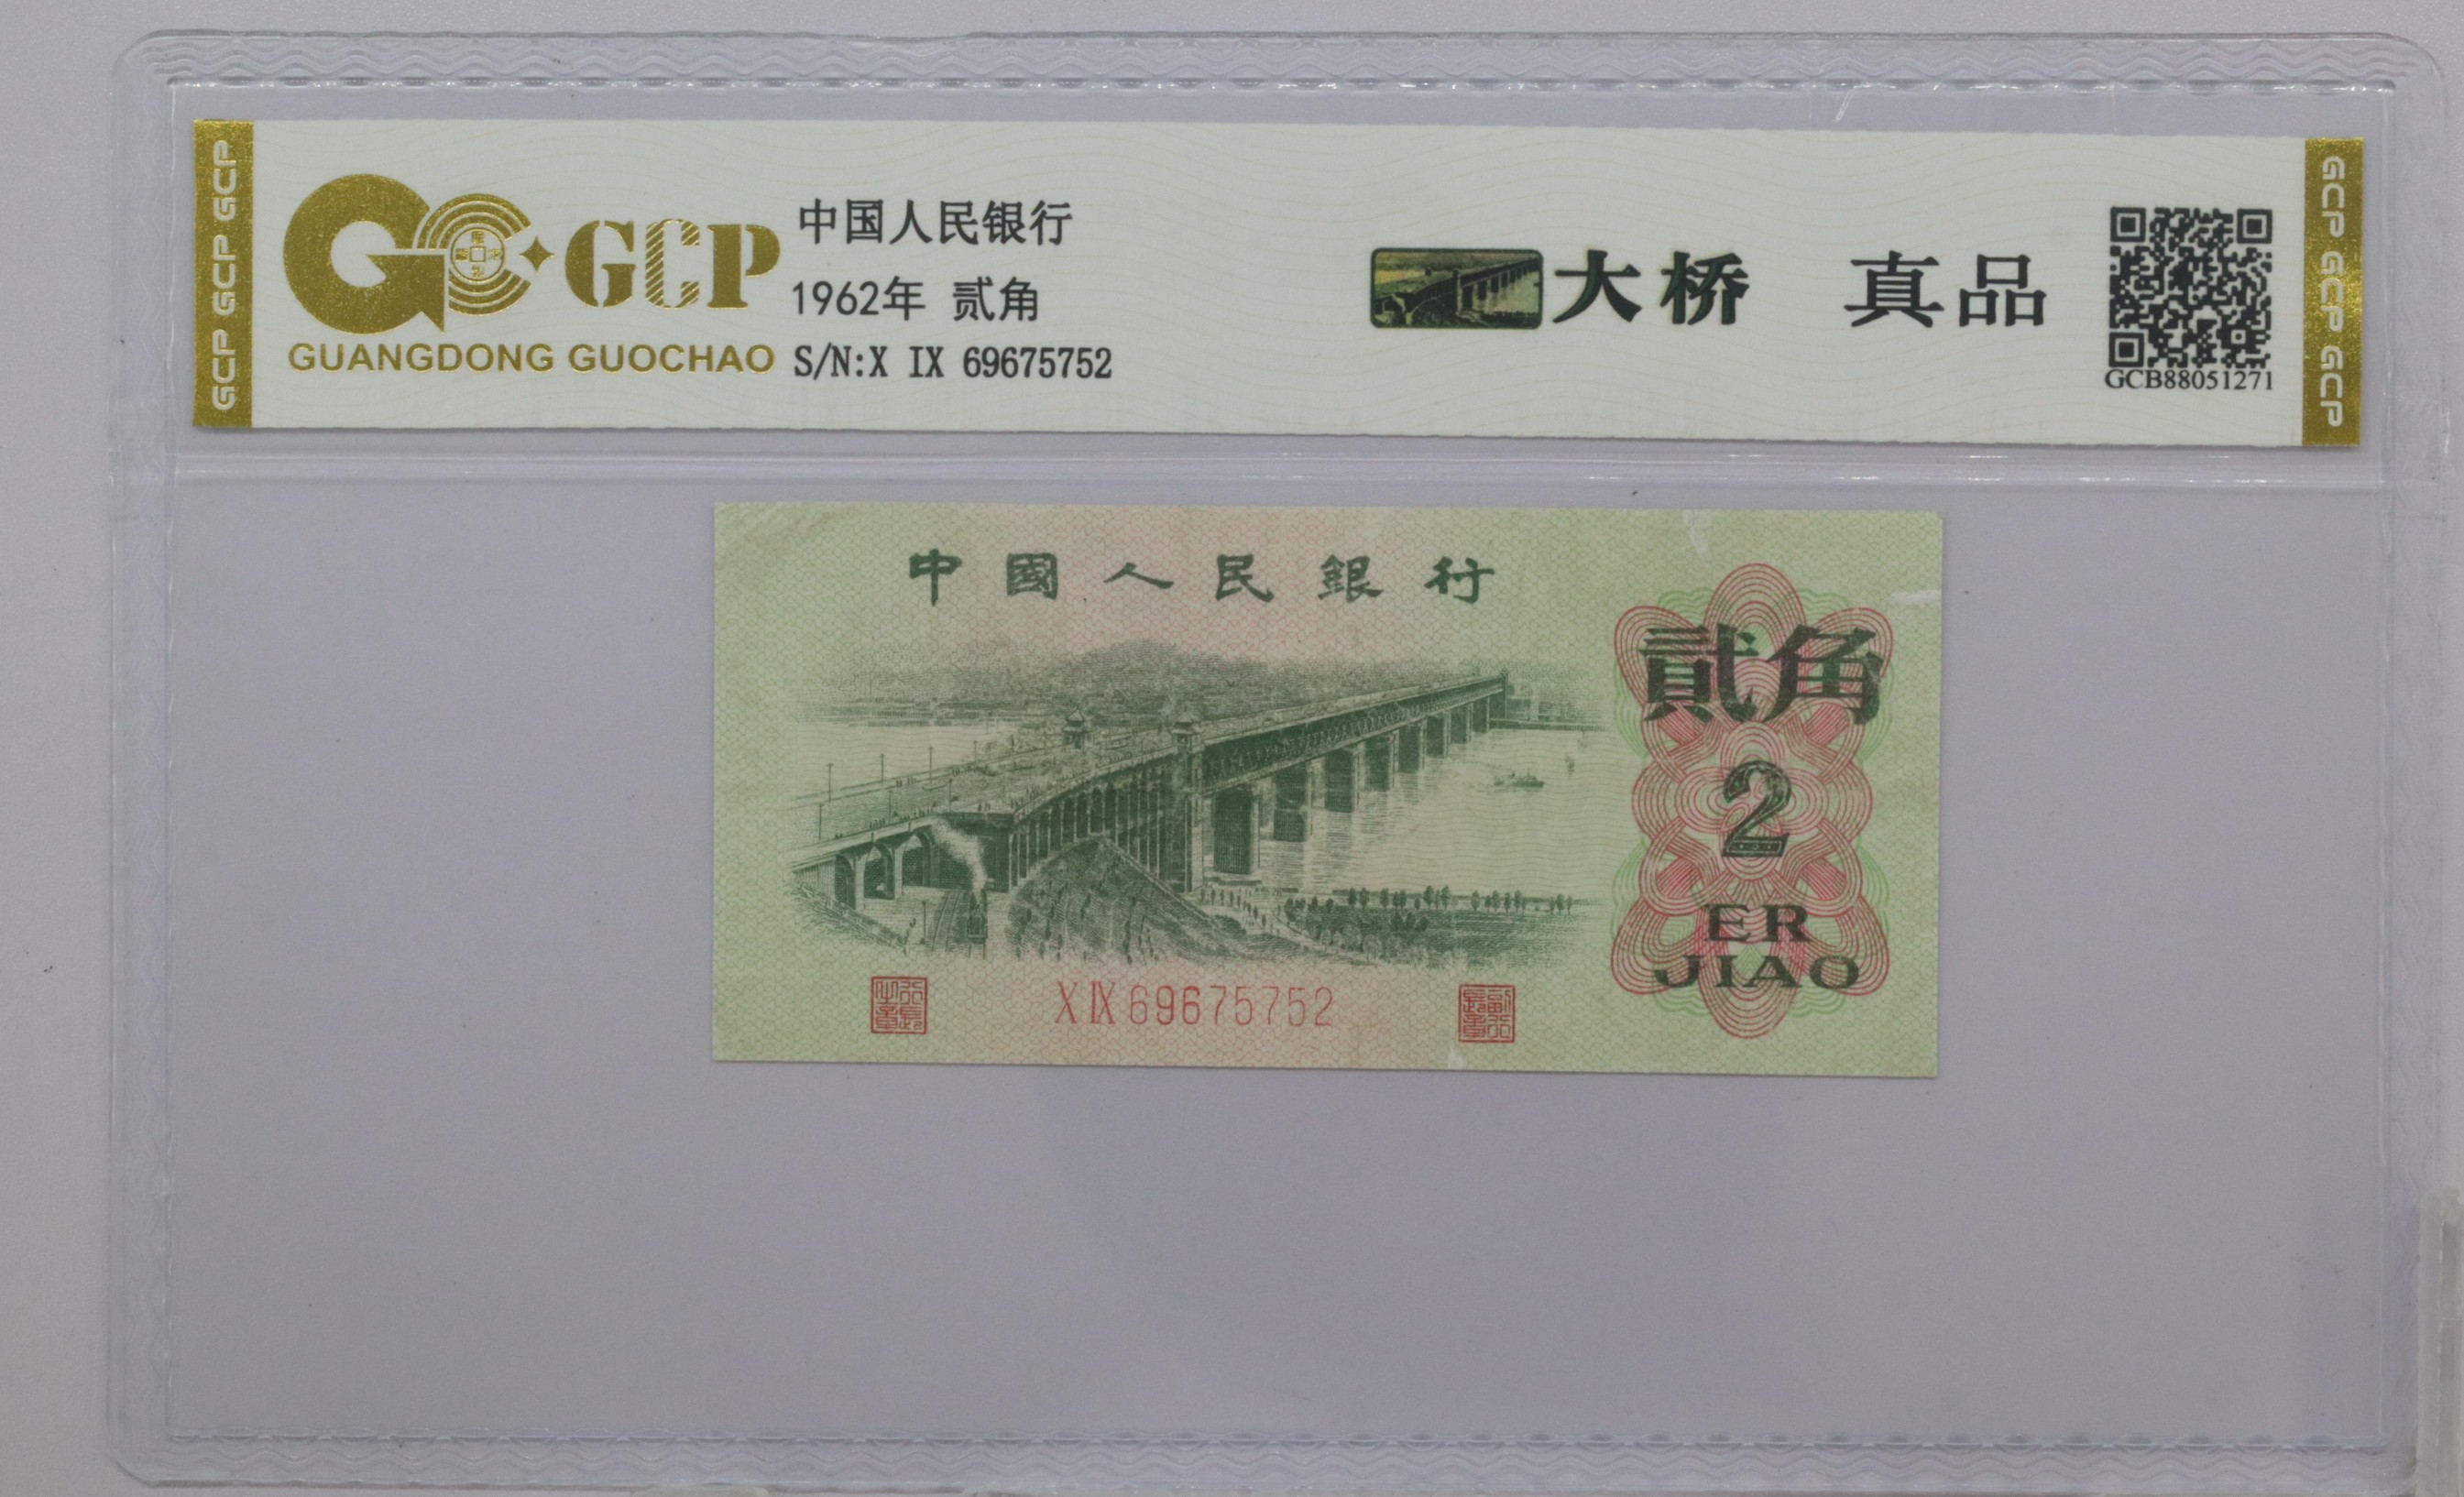 GCP GCP GCP
GCP
GUANGDONG GUOCHAO
中国人民银行
1962年 贰角
S/N:X IX 69675752
大桥 真品
GCB88051271
GCP GCP GCP GCP
中國人民銀行
貳角
2
ER
JIAO
X IX 69675752